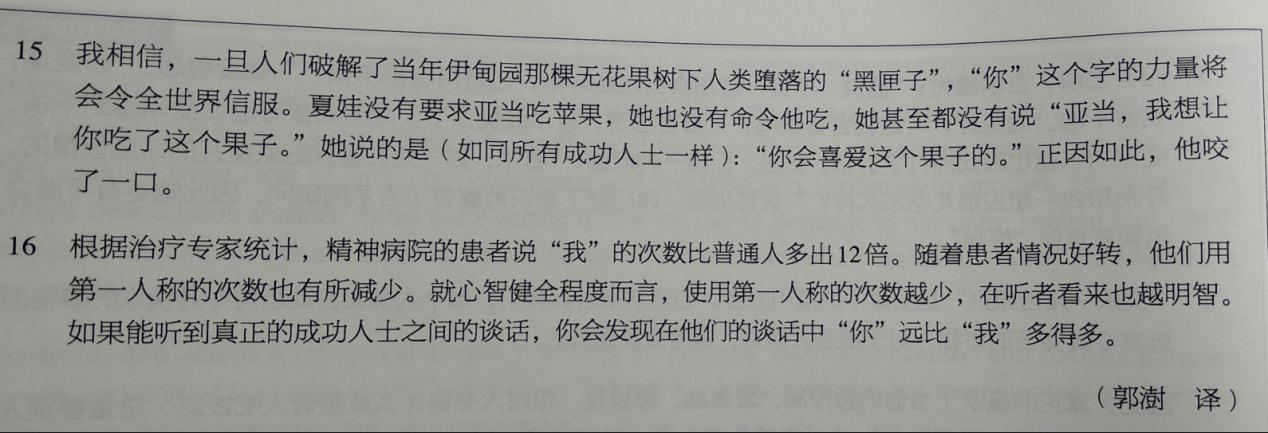 15 我相信，一旦人们破解了当年伊甸园那棵无花果树下人类堕落的“黑匣子”，“你”这个字的力量将
会令全世界信服。夏娃没有要求亚当吃苹果，她也没有命令他吃，她甚至都没有说“亚当，我想让
你吃了这个果子。”她说的是（如同所有成功人士一样）：“你会喜爱这个果子的。”正因如此，他咬
了一口。
16 根据治疗专家统计，精神病院的患者说“我”的次数比普通人多出12倍。随着患者情况好转，他们用
第一人称的次数也有所减少。就心智健全程度而言，使用第一人称的次数越少，在听者看来也越明智。
如果能听到真正的成功人士之间的谈话，你会发现在他们的谈话中“你”远比“我”多得多。
（郭澍 译）